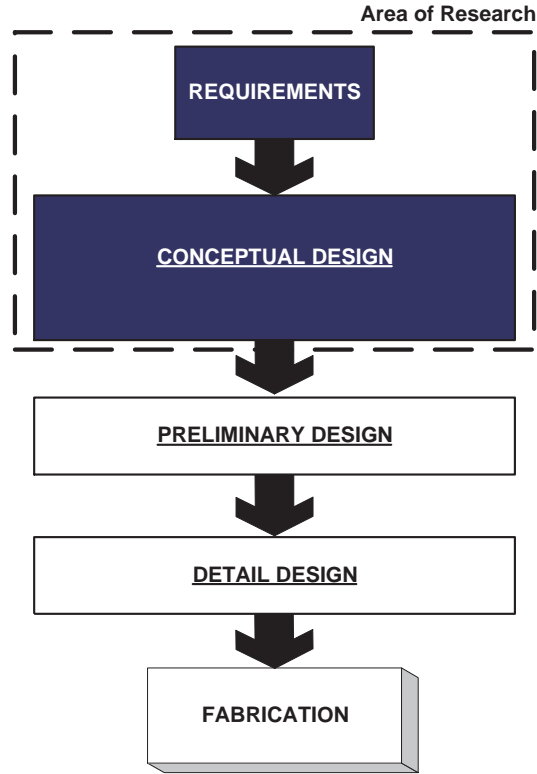 Area of Research
REQUIREMENTS
CONCEPTUAL DESIGN
PRELIMINARY DESIGN
DETAIL DESIGN
FABRICATION